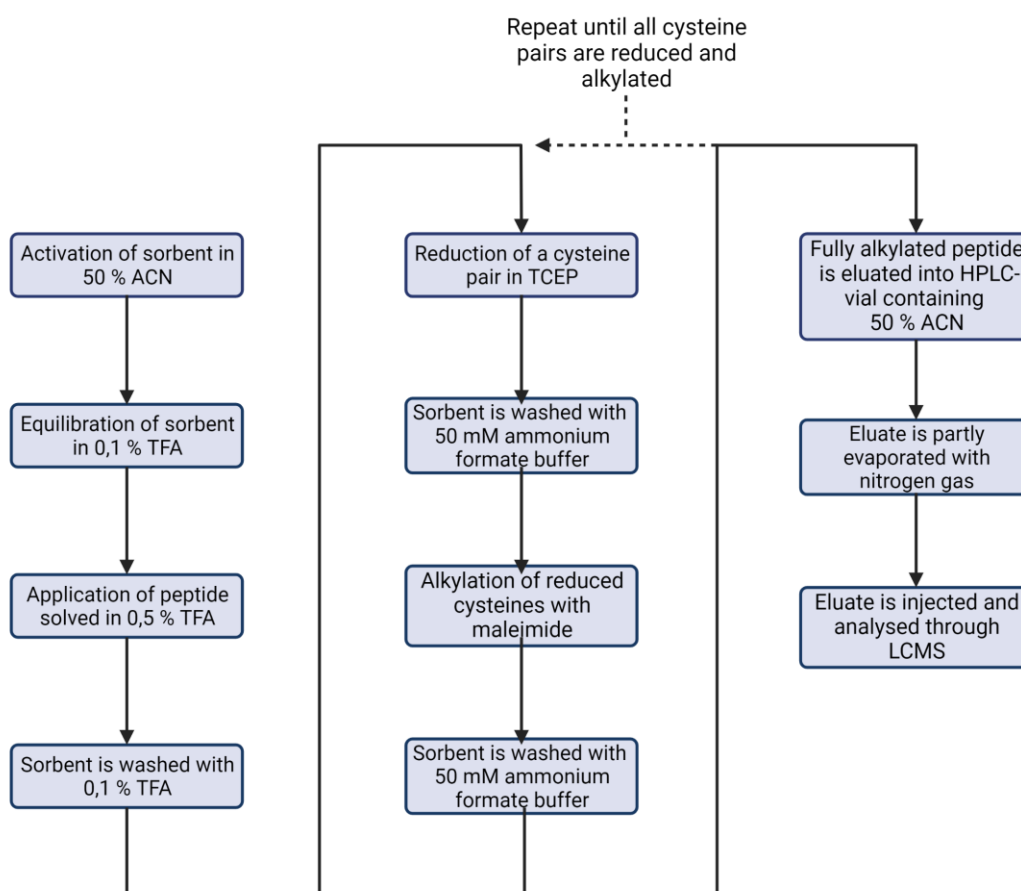 Repeat until all cysteine
pairs are reduced and
alkylated
Activation of sorbent in
50 % ACN
Equilibration of sorbent
in 0,1 % TFA
Application of peptide
solved in 0,5 % TFA
Sorbent is washed with
0,1 % TFA
Reduction of a cysteine
pair in TCEP
Sorbent is washed with
50 mM ammonium
formate buffer
Alkylation of reduced
cysteines with
maleimide
Sorbent is washed with
50 mM ammonium
formate buffer
Fully alkylated peptide
is eluated into HPLC-
vial containing
50 % ACN
Eluate is partly
evaporated with
nitrogen gas
Eluate is injected and
analysed through
LCMS